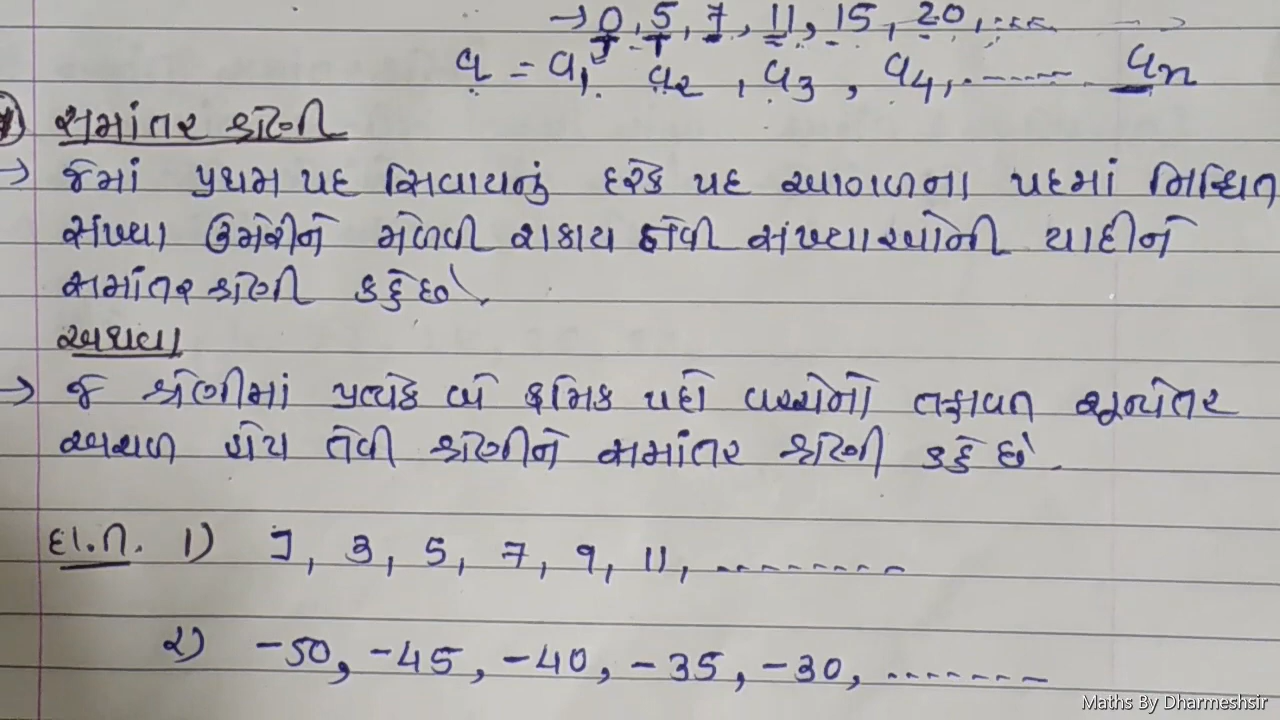 → 0, 5, 7, 11, 15, 20, ......
a = a₁, a₂, a₃, a₄, ........ aₙ
સમાંતર શ્રેણી
→ જેમાં પ્રથમ પદ સિવાયનું દરેક પદ આગળના પદમાં નિશ્ચિત
સંખ્યા ઉમેરીને મેળવી શકાય તેવી સંખ્યાઓની યાદીને
સમાંતર શ્રેણી કહે છે.
અથવા
→ જે શ્રેણીમાં પ્રત્યેક બે ક્રમિક પદો વચ્ચેનો તફાવત શૂન્યેતર
અચળ હોય તેવી શ્રેણીને સમાંતર શ્રેણી કહે છે.
દા.ત. 1) 1, 3, 5, 7, 9, 11, .........
2) -50, -45, -40, -35, -30, ........
Maths By Dharmeshsir